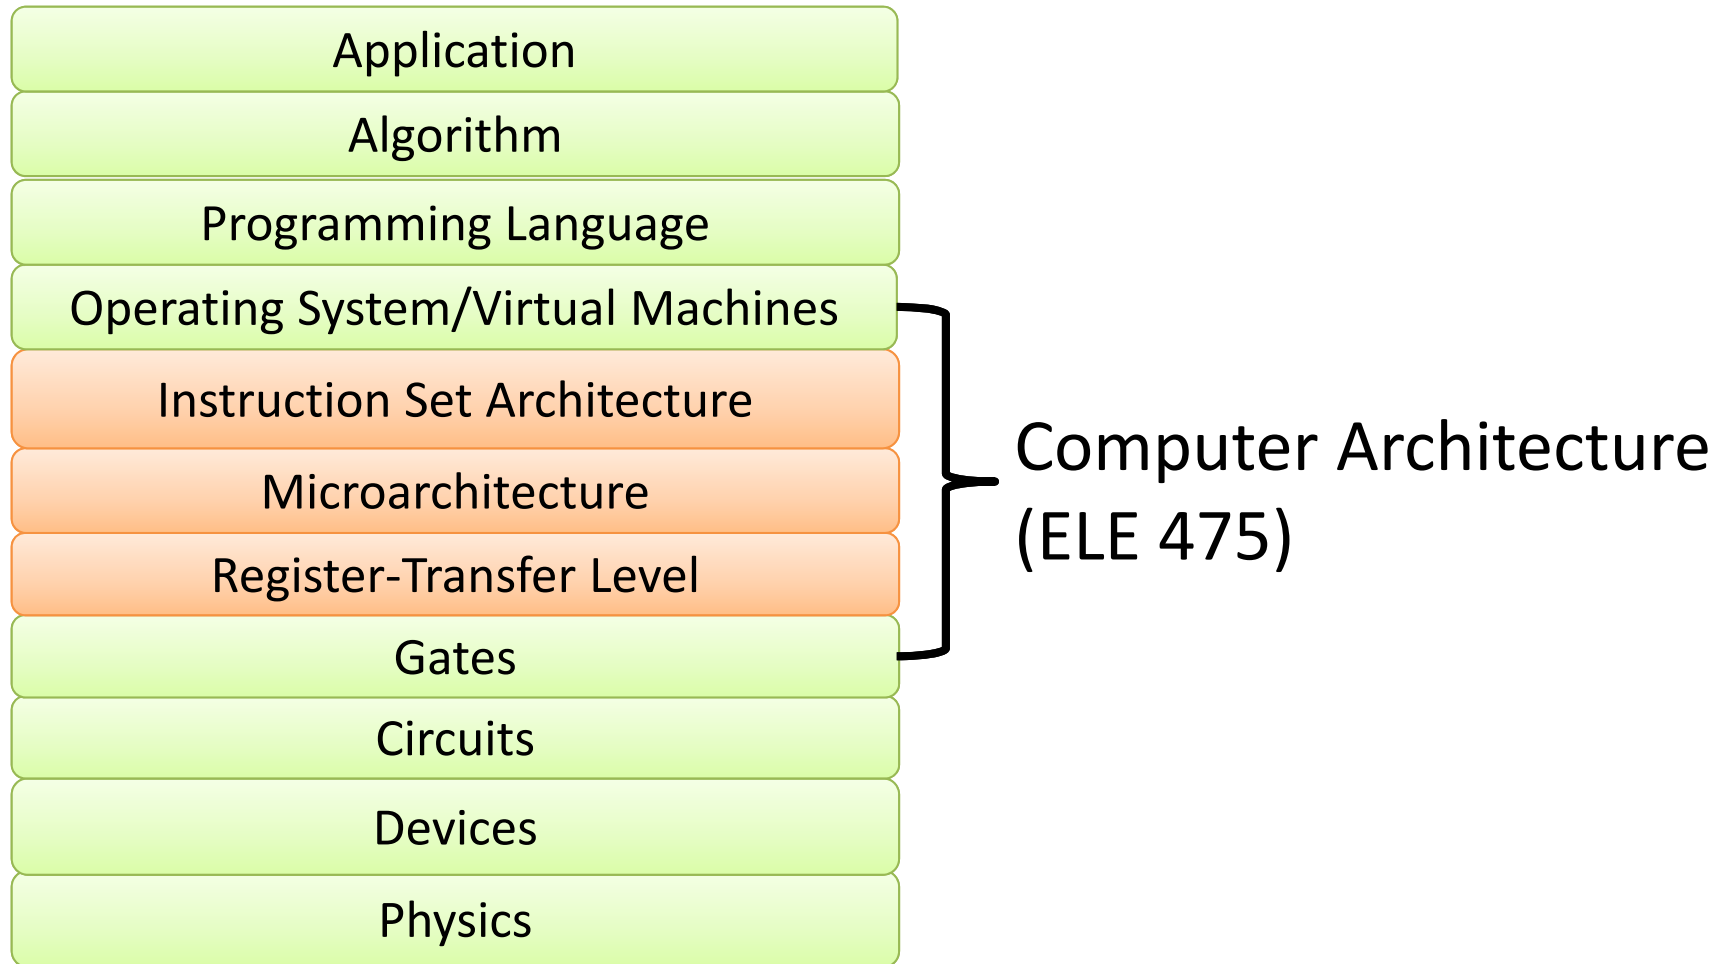 Application
Algorithm
Programming Language
Operating System/Virtual Machines
Instruction Set Architecture
Microarchitecture
Register-Transfer Level
Gates
Circuits
Devices
Physics
Computer Architecture
(ELE 475)